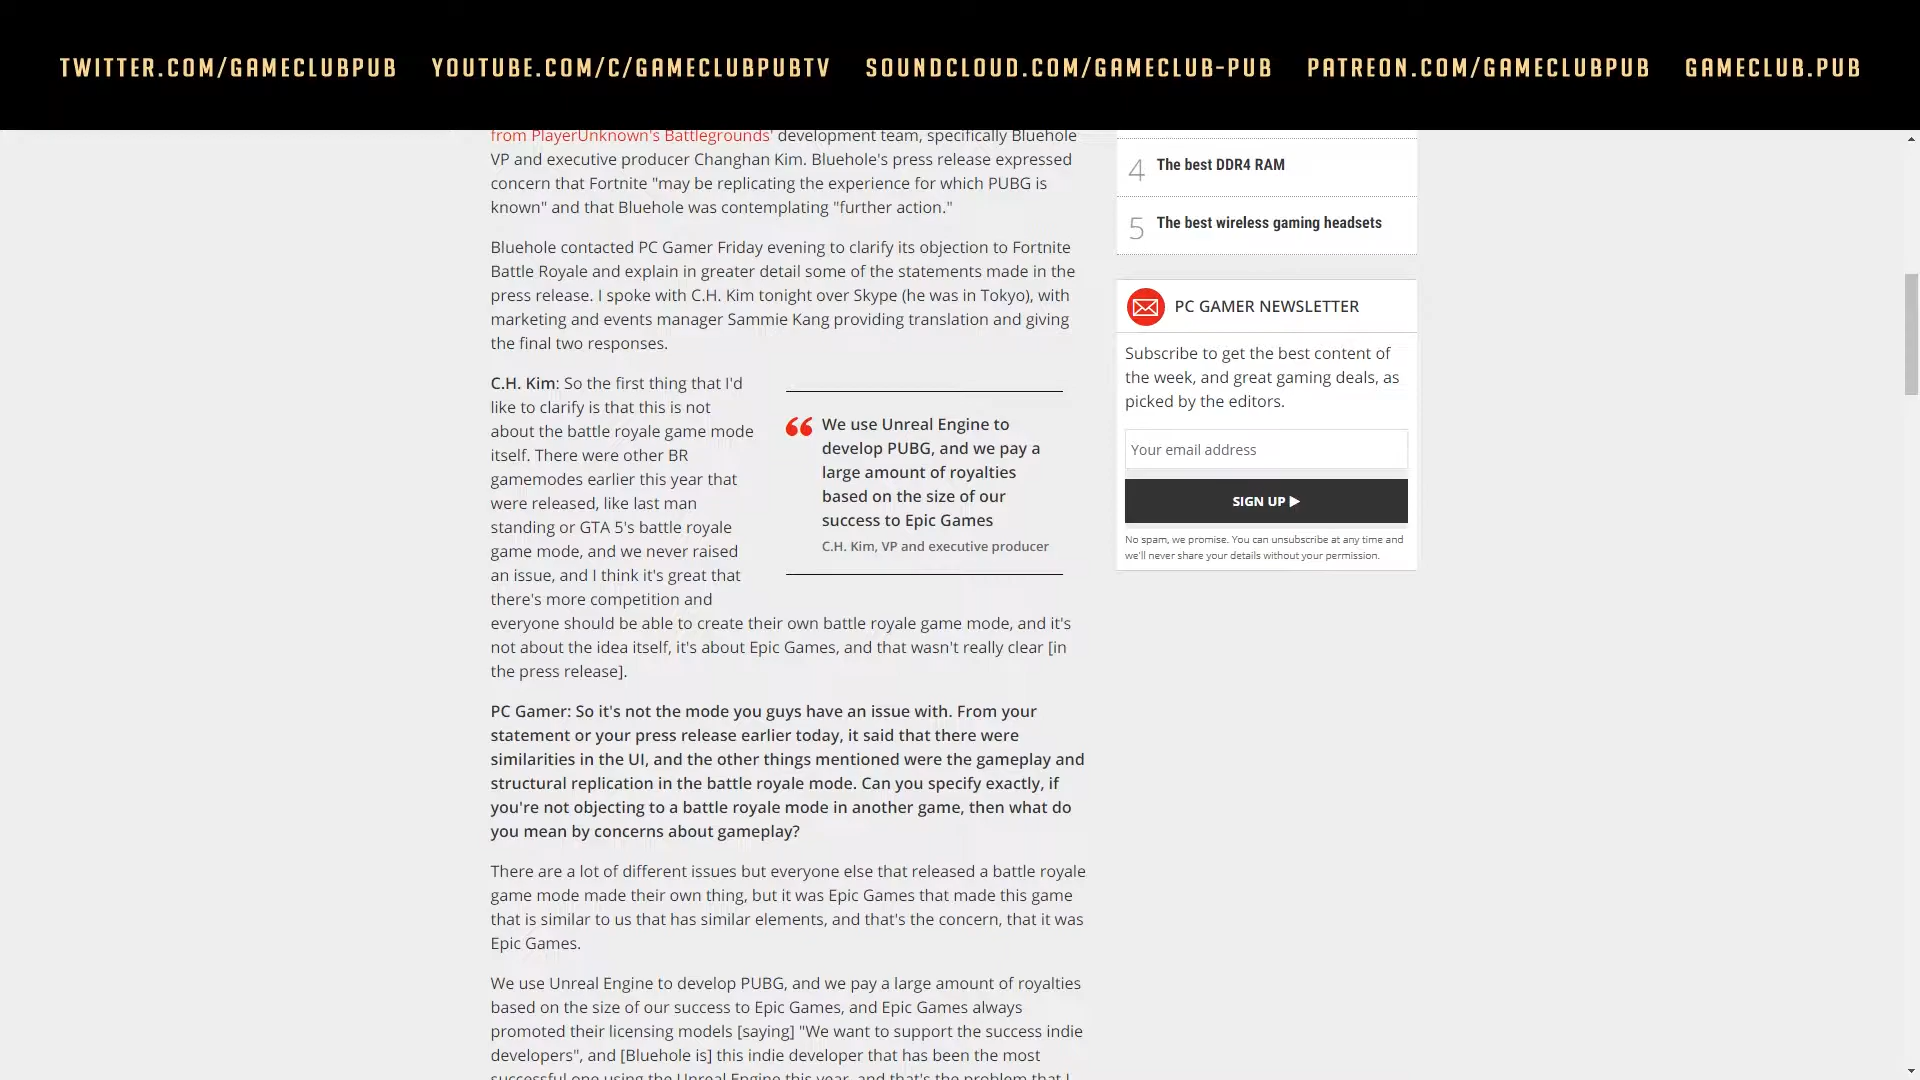 TWITTER.COM/GAMECLUBPUB YOUTUBE.COM/C/GAMECLUBPUBTV SOUNDCLOUD.COM/GAMECLUB-PUB PATREON.COM/GAMECLUBPUB GAMECLUB.PUB
from PlayerUnknown's Battlegrounds' development team, specifically Bluehole
VP and executive producer Changhan Kim. Bluehole's press release expressed
concern that Fortnite "may be replicating the experience for which PUBG is
known" and that Bluehole was contemplating "further action."
Bluehole contacted PC Gamer Friday evening to clarify its objection to Fortnite
Battle Royale and explain in greater detail some of the statements made in the
press release. I spoke with C.H. Kim tonight over Skype (he was in Tokyo), with
marketing and events manager Sammie Kang providing translation and giving
the final two responses.
C.H. Kim: So the first thing that I'd
like to clarify is that this is not
about the battle royale game mode
itself. There were other BR
gamemodes earlier this year that
were released, like last man
standing or GTA 5's battle royale
game mode, and we never raised
an issue, and I think it's great that
there's more competition and
everyone should be able to create their own battle royale game mode, and it's
not about the idea itself, it's about Epic Games, and that wasn't really clear [in
the press release].
“ We use Unreal Engine to
develop PUBG, and we pay a
large amount of royalties
based on the size of our
success to Epic Games
C.H. Kim, VP and executive producer
PC Gamer: So it's not the mode you guys have an issue with. From your
statement or your press release earlier today, it said that there were
similarities in the UI, and the other things mentioned were the gameplay and
structural replication in the battle royale mode. Can you specify exactly, if
you're not objecting to a battle royale mode in another game, then what do
you mean by concerns about gameplay?
There are a lot of different issues but everyone else that released a battle royale
game mode made their own thing, but it was Epic Games that made this game
that is similar to us that has similar elements, and that's the concern, that it was
Epic Games.
We use Unreal Engine to develop PUBG, and we pay a large amount of royalties
based on the size of our success to Epic Games, and Epic Games always
promoted their licensing models [saying] "We want to support the success indie
developers", and [Bluehole is] this indie developer that has been the most
successful one using the Unreal Engine this year, and that's the problem that I
4 The best DDR4 RAM
5 The best wireless gaming headsets
PC GAMER NEWSLETTER
Subscribe to get the best content of
the week, and great gaming deals, as
picked by the editors.
Your email address
SIGN UP ▶
No spam, we promise. You can unsubscribe at any time and
we'll never share your details without your permission.